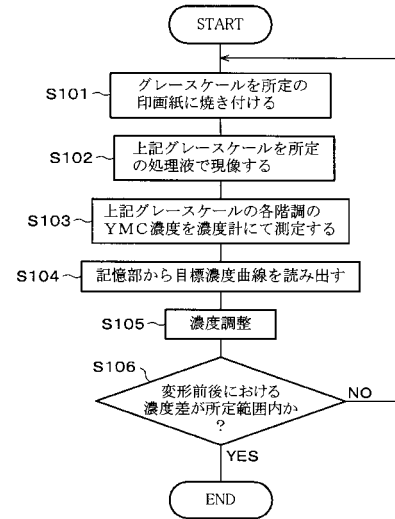 START
S101
グレースケールを所定の
印画紙に焼き付ける
S102
上記グレースケールを所定
の処理液で現像する
S103
上記グレースケールの各階調の
YMC濃度を濃度計にて測定する
S104
記憶部から目標濃度曲線を読み出す
S105
濃度調整
S106
変形前後における
濃度差が所定範囲内か
?
NO
YES
END